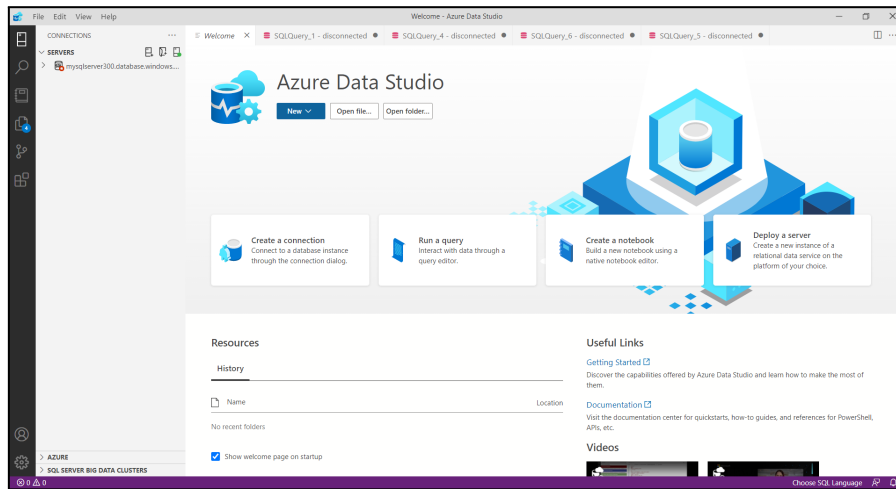 File Edit View Help
Welcome - Azure Data Studio
CONNECTIONS
SERVERS
mysqlserver300.database.windows....
AZURE
SQL SERVER BIG DATA CLUSTERS
Welcome
SQLQuery_1 - disconnected
SQLQuery_4 - disconnected
SQLQuery_6 - disconnected
SQLQuery_5 - disconnected
Azure Data Studio
New
Open file...
Open folder...
Create a connection
Connect to a database instance
through the connection dialog.
Run a query
Interact with data through a
query editor.
Create a notebook
Build a new notebook using a
native notebook editor.
Deploy a server
Create a new instance of a
relational data service on the
platform of your choice.
Resources
History
Name
Location
No recent folders
Show welcome page on startup
Useful Links
Getting Started
Discover the capabilities offered by Azure Data Studio and learn how to make the most of
them.
Documentation
Visit the documentation center for quickstarts, how-to guides, and references for PowerShell,
APIs, etc.
Videos
4
0 0
Choose SQL Language